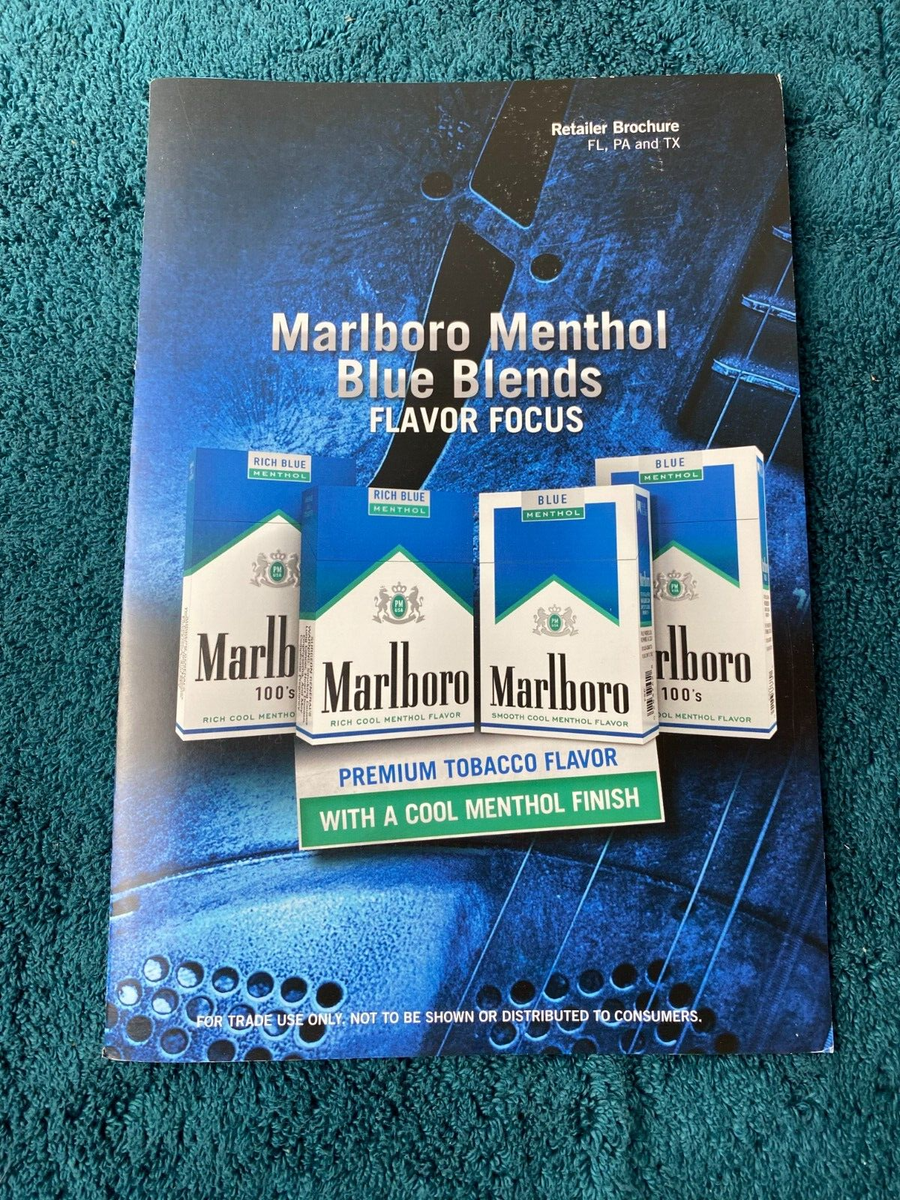 Retailer Brochure
FL, PA and TX
Marlboro Menthol
Blue Blends
FLAVOR FOCUS
RICH BLUE
MENTHOL
PM
Marlb
100's
RICH COOL MENTHO
RICH BLUE
MENTHOL
PM
Marlboro
RICH COOL MENTHOL FLAVOR
BLUE
MENTHOL
Marlboro
SMOOTH COOL MENTHOL FLAVOR
BLUE
MENTHOL
rlboro
100's
OL MENTHOL FLAVOR
PREMIUM TOBACCO FLAVOR
WITH A COOL MENTHOL FINISH
FOR TRADE USE ONLY. NOT TO BE SHOWN OR DISTRIBUTED TO CONSUMERS.